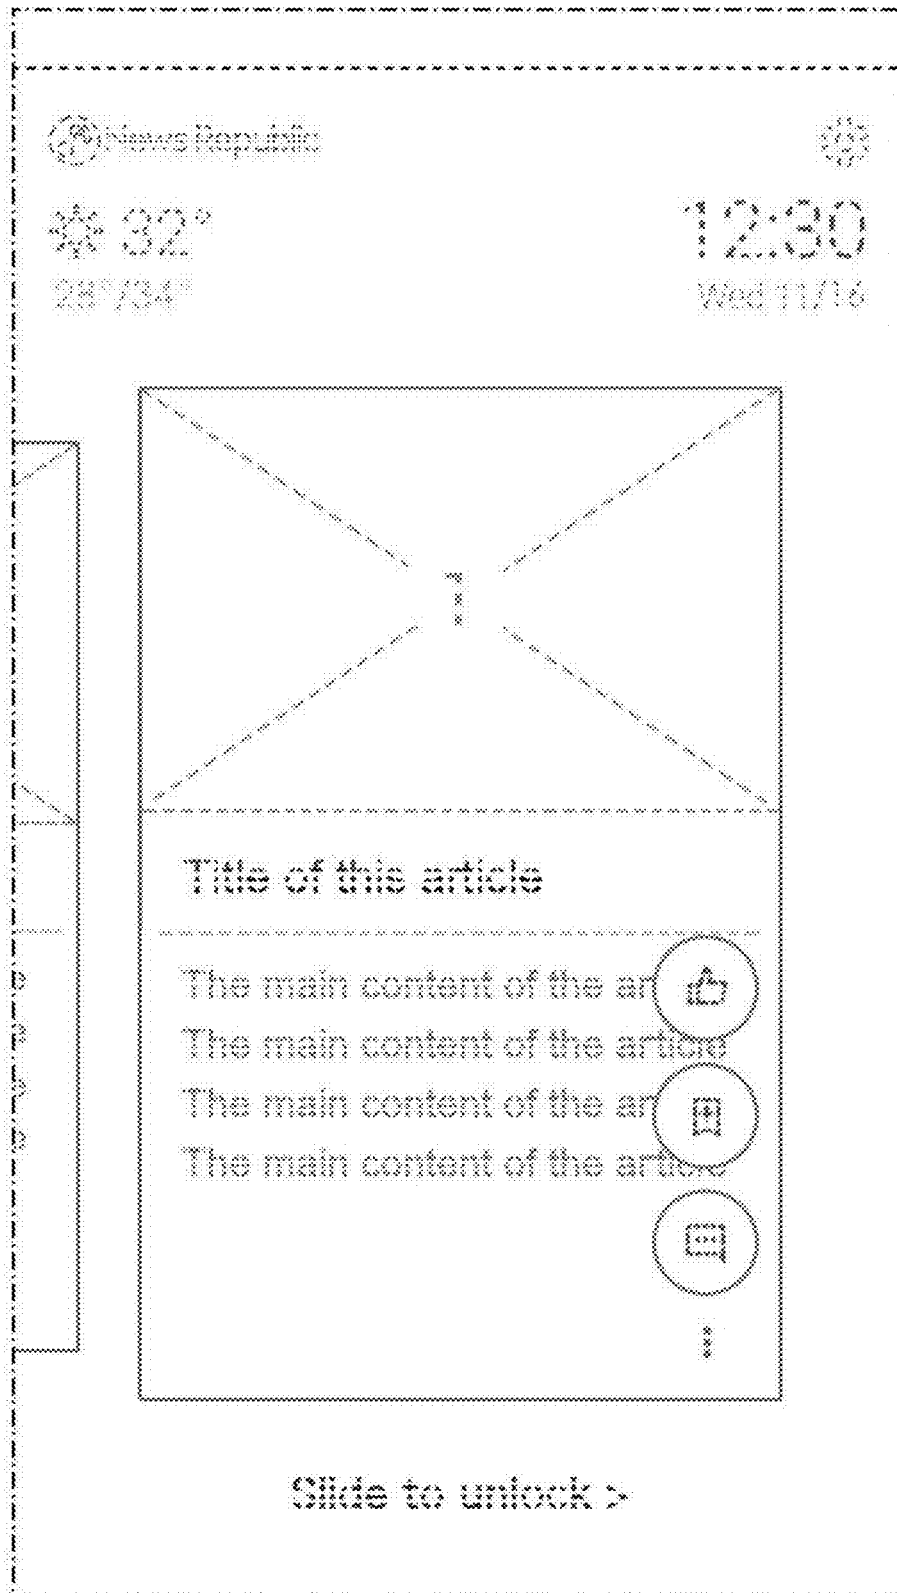 News Republic
32°
12:30
28°/34°
Wed 11/16
1
Title of this article
The main content of the ar
The main content of the article
The main content of the ar
The main content of the article
Slide to unlock >